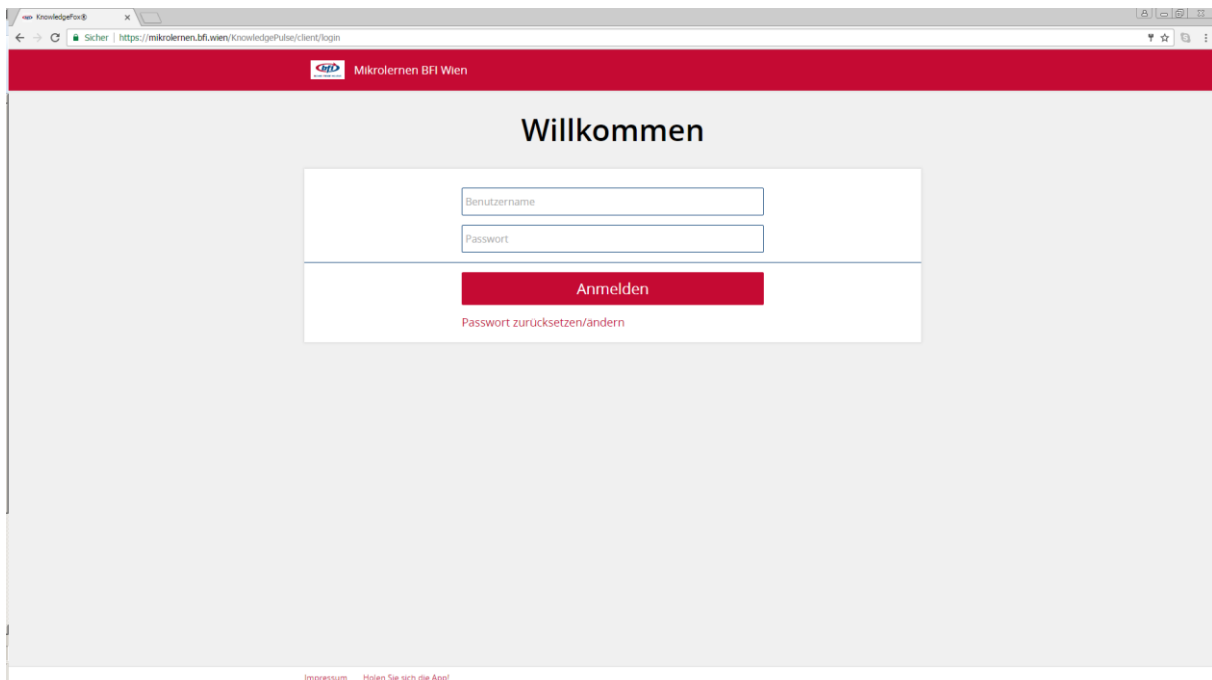 KnowledgeFox®
Sicher | https://mikrolernen.bfi.wien/KnowledgePulse/client/login
bfi Mikrolernen BFI Wien
Willkommen
Benutzername
Passwort
Anmelden
Passwort zurücksetzen/ändern
Impressum Holen Sie sich die App!